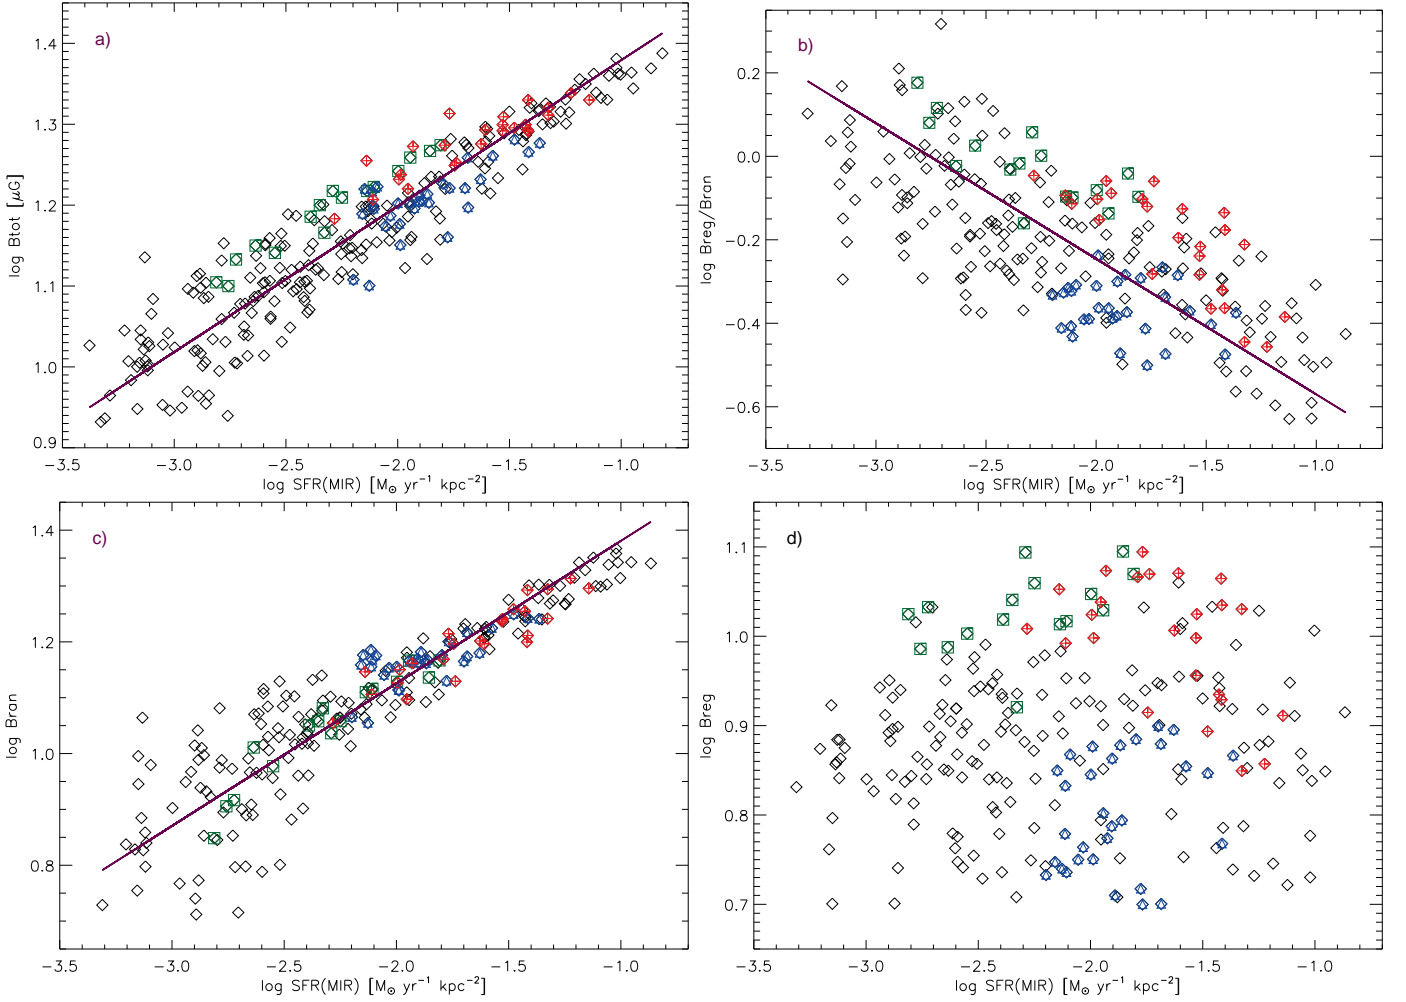 a)
1.4
1.3
1.2
1.1
1.0
0.9
log Btot [μG]
−3.5 −3.0 −2.5 −2.0 −1.5 −1.0
log SFR(MIR) [M⊙ yr⁻¹ kpc⁻²]
b)
0.2
0.0
−0.2
−0.4
−0.6
log Breg/Bran
−3.5 −3.0 −2.5 −2.0 −1.5 −1.0
log SFR(MIR) [M⊙ yr⁻¹ kpc⁻²]
c)
1.4
1.2
1.0
0.8
log Bran
−3.5 −3.0 −2.5 −2.0 −1.5 −1.0
log SFR(MIR) [M⊙ yr⁻¹ kpc⁻²]
d)
1.1
1.0
0.9
0.8
0.7
log Breg
−3.5 −3.0 −2.5 −2.0 −1.5 −1.0
log SFR(MIR) [M⊙ yr⁻¹ kpc⁻²]